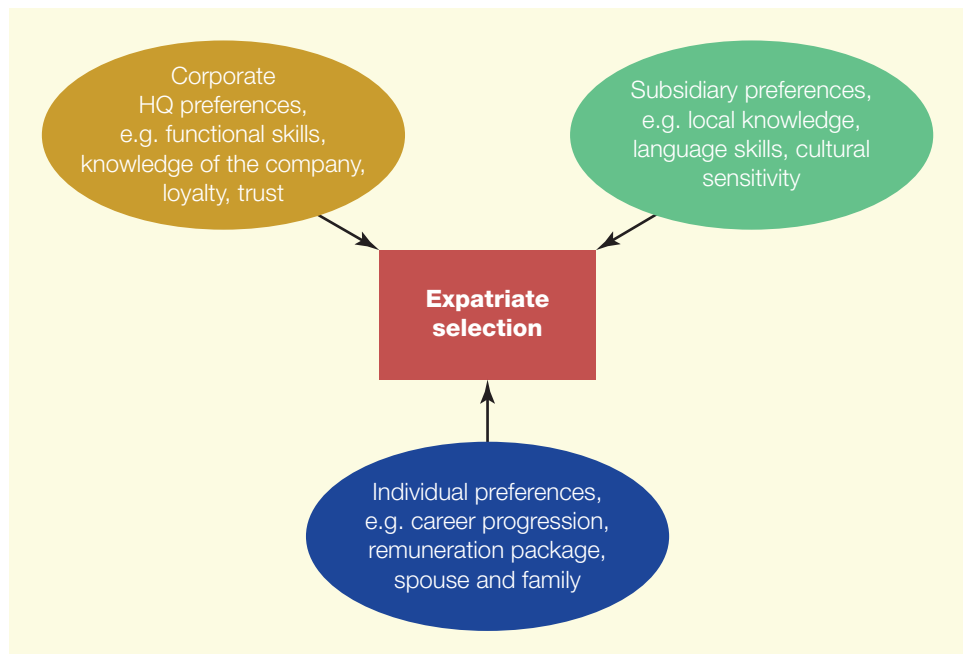 Corporate
HQ preferences,
e.g. functional skills,
knowledge of the company,
loyalty, trust
Subsidiary preferences,
e.g. local knowledge,
language skills, cultural
sensitivity
Expatriate
selection
Individual preferences,
e.g. career progression,
remuneration package,
spouse and family